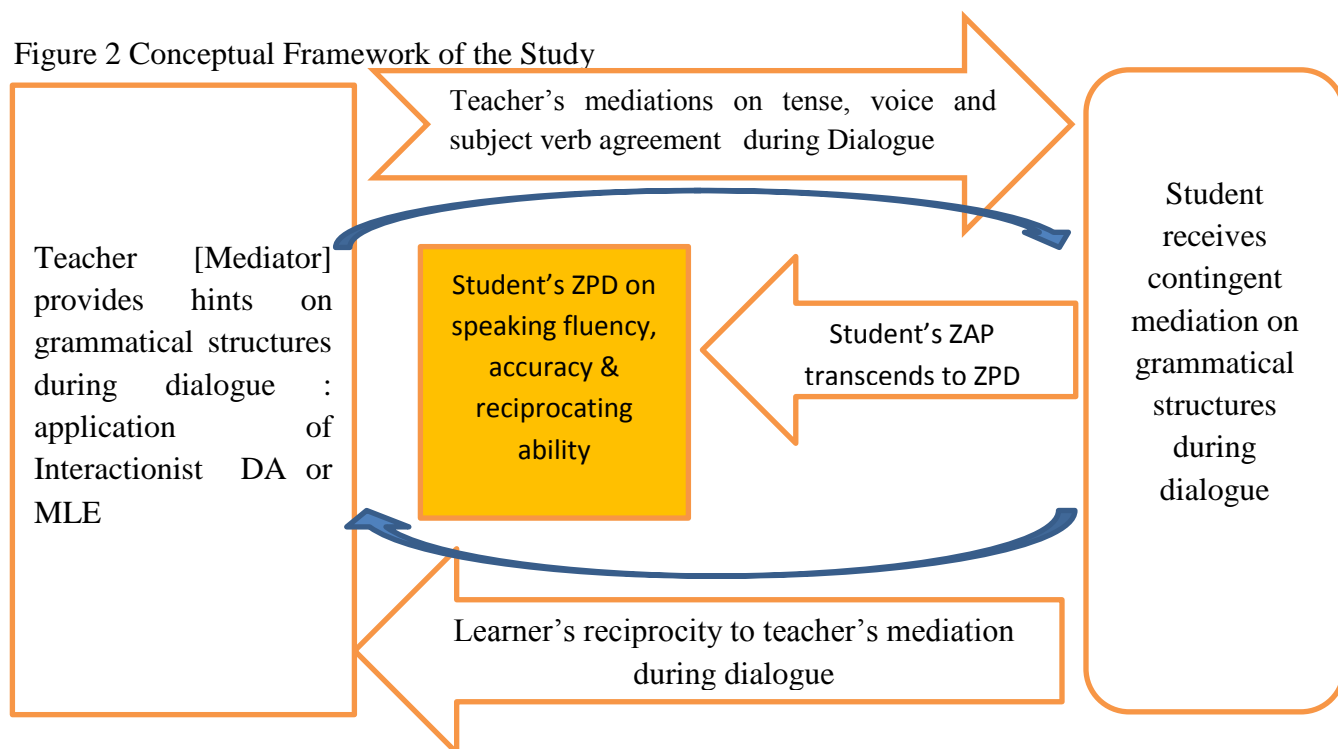 Figure 2 Conceptual Framework of the Study
Teacher’s mediations on tense, voice and
subject verb agreement during Dialogue
Teacher [Mediator]
provides hints on
grammatical structures
during dialogue :
application of
Interactionist DA or
MLE
Student’s ZPD on
speaking fluency,
accuracy &
reciprocating
ability
Student’s ZAP
transcends to ZPD
Student
receives
contingent
mediation on
grammatical
structures
during
dialogue
Learner’s reciprocity to teacher’s mediation
during dialogue